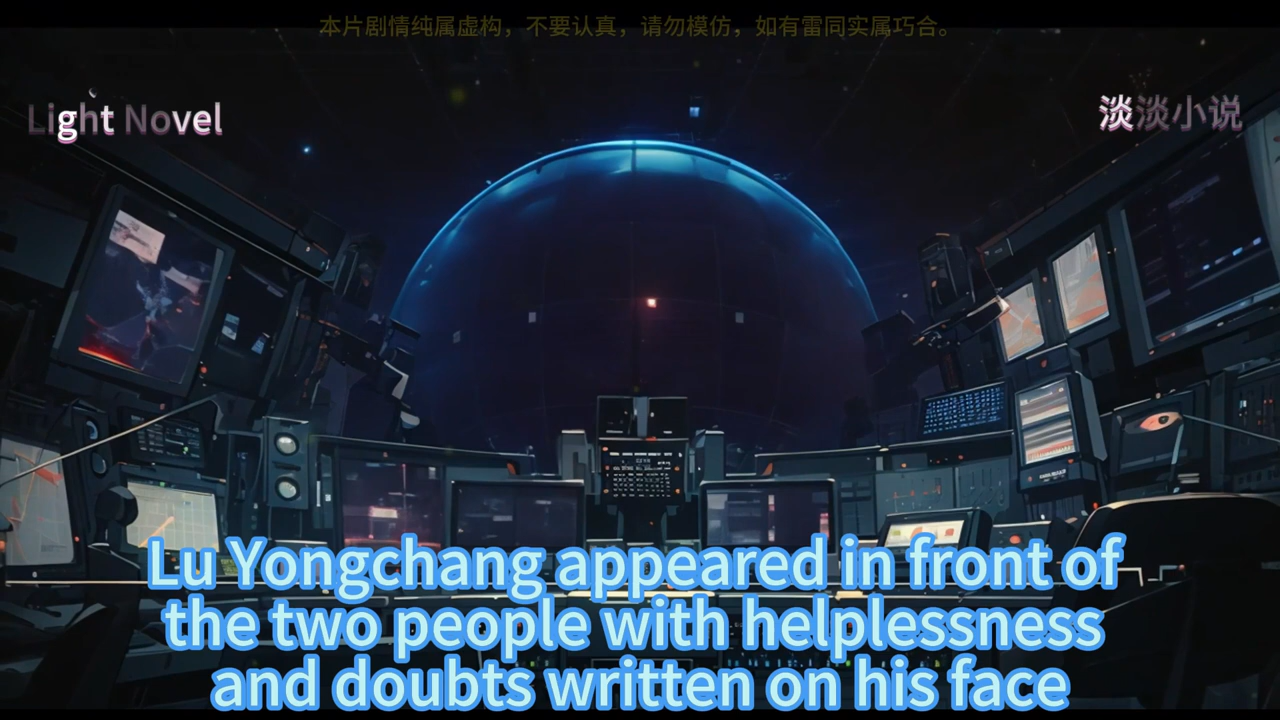 本片剧情纯属虚构，不要认真，请勿模仿，如有雷同实属巧合。
Light Novel
淡淡小说
Lu Yongchang appeared in front of
the two people with helplessness
and doubts written on his face